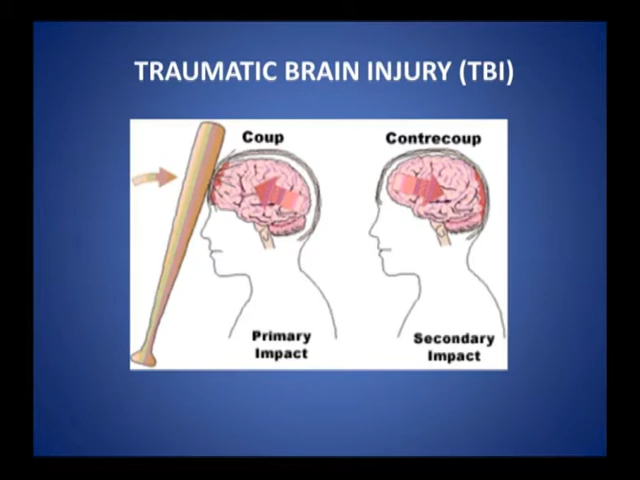 TRAUMATIC BRAIN INJURY (TBI)
Coup
Contrecoup
Primary
Impact
Secondary
Impact